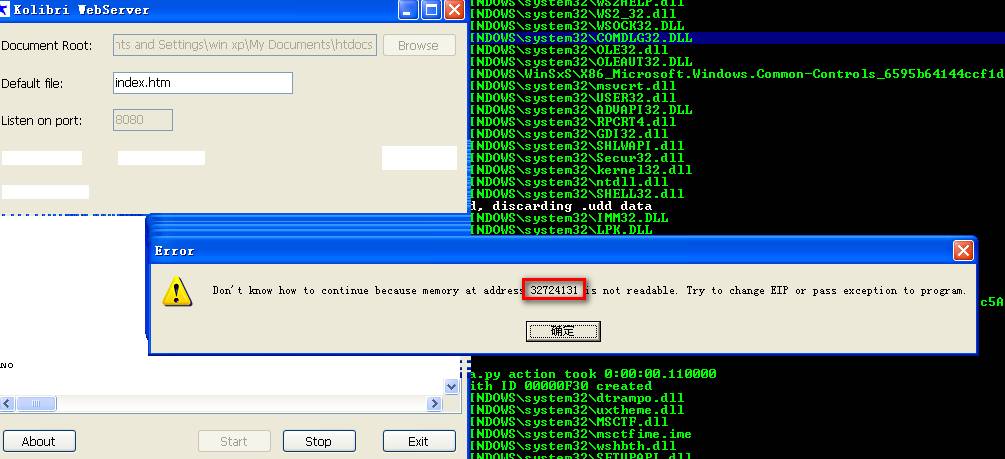 Kolibri WebServer
Document Root:
nts and Settings\win xp\My Documents\htdocs
Browse
Default file:
index.htm
Listen on port:
8080
[NDOWS\system32\WS2HELP.dll
[NDOWS\system32\WS2_32.dll
[NDOWS\system32\WSOCK32.DLL
[NDOWS\system32\COMDLG32.DLL
[NDOWS\system32\OLE32.dll
[NDOWS\system32\OLEAUT32.DLL
[NDOWS\WinSxS\X86_Microsoft.Windows.Common-Controls_6595b64144ccf1d
[NDOWS\system32\msvcrt.dll
[NDOWS\system32\USER32.dll
[NDOWS\system32\ADVAPI32.DLL
[NDOWS\system32\RPCRT4.dll
[NDOWS\system32\GDI32.dll
[NDOWS\system32\SHLWAPI.dll
[NDOWS\system32\Secur32.dll
[NDOWS\system32\kernel32.dll
[NDOWS\system32\ntdll.dll
[NDOWS\system32\SHELL32.dll
d, discarding .udd data
[NDOWS\system32\IMM32.DLL
[NDOWS\system32\LPK.DLL
Error
Don't know how to continue because memory at address 32724131 is not readable. Try to change EIP or pass exception to program.
确定
c5A
No
a.py action took 0:00:00.110000
ith ID 00000F30 created
[NDOWS\system32\dtrampo.dll
[NDOWS\system32\uxtheme.dll
[NDOWS\system32\MSCTF.dll
[NDOWS\system32\msctfime.ime
[NDOWS\system32\wshbth.dll
[NDOWS\system32\SETUPAPI.dll
About
Start
Stop
Exit